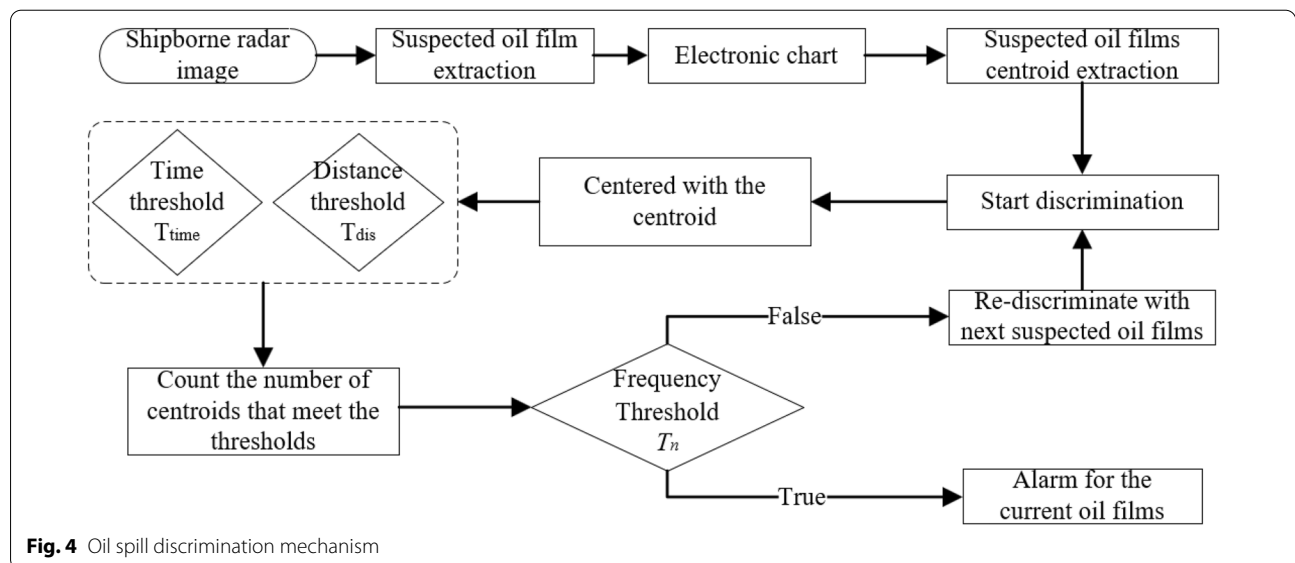 Shipborne radar
image
Suspected oil film
extraction
Electronic chart
Suspected oil films
centroid extraction
Start discrimination
Centered with the
centroid
Time
threshold
Ttime
Distance
threshold
Tdis
Count the number of
centroids that meet the
thresholds
Frequency
Threshold
Tn
False
Re-discriminate with
next suspected oil films
True
Alarm for the
current oil films
Fig. 4 Oil spill discrimination mechanism